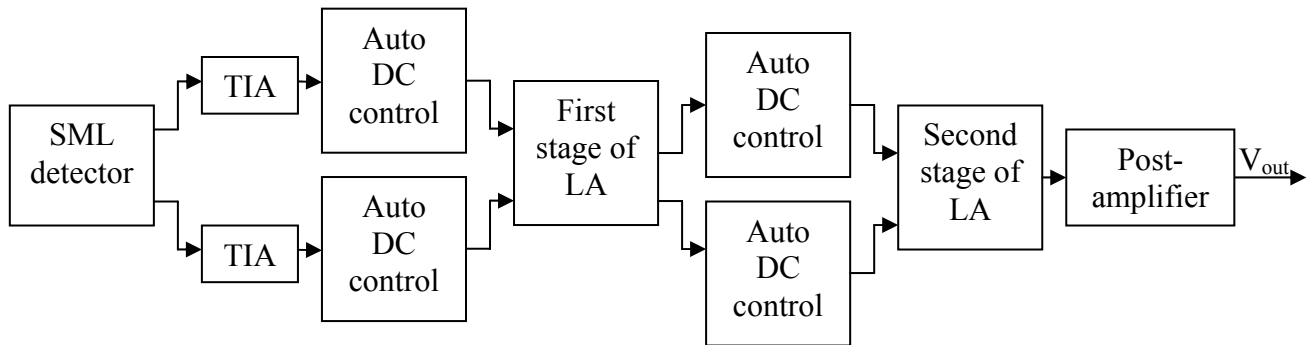 SML
detector
TIA
TIA
Auto
DC
control
Auto
DC
control
First
stage of
LA
Auto
DC
control
Auto
DC
control
Second
stage of
LA
Post-
amplifier
Vout